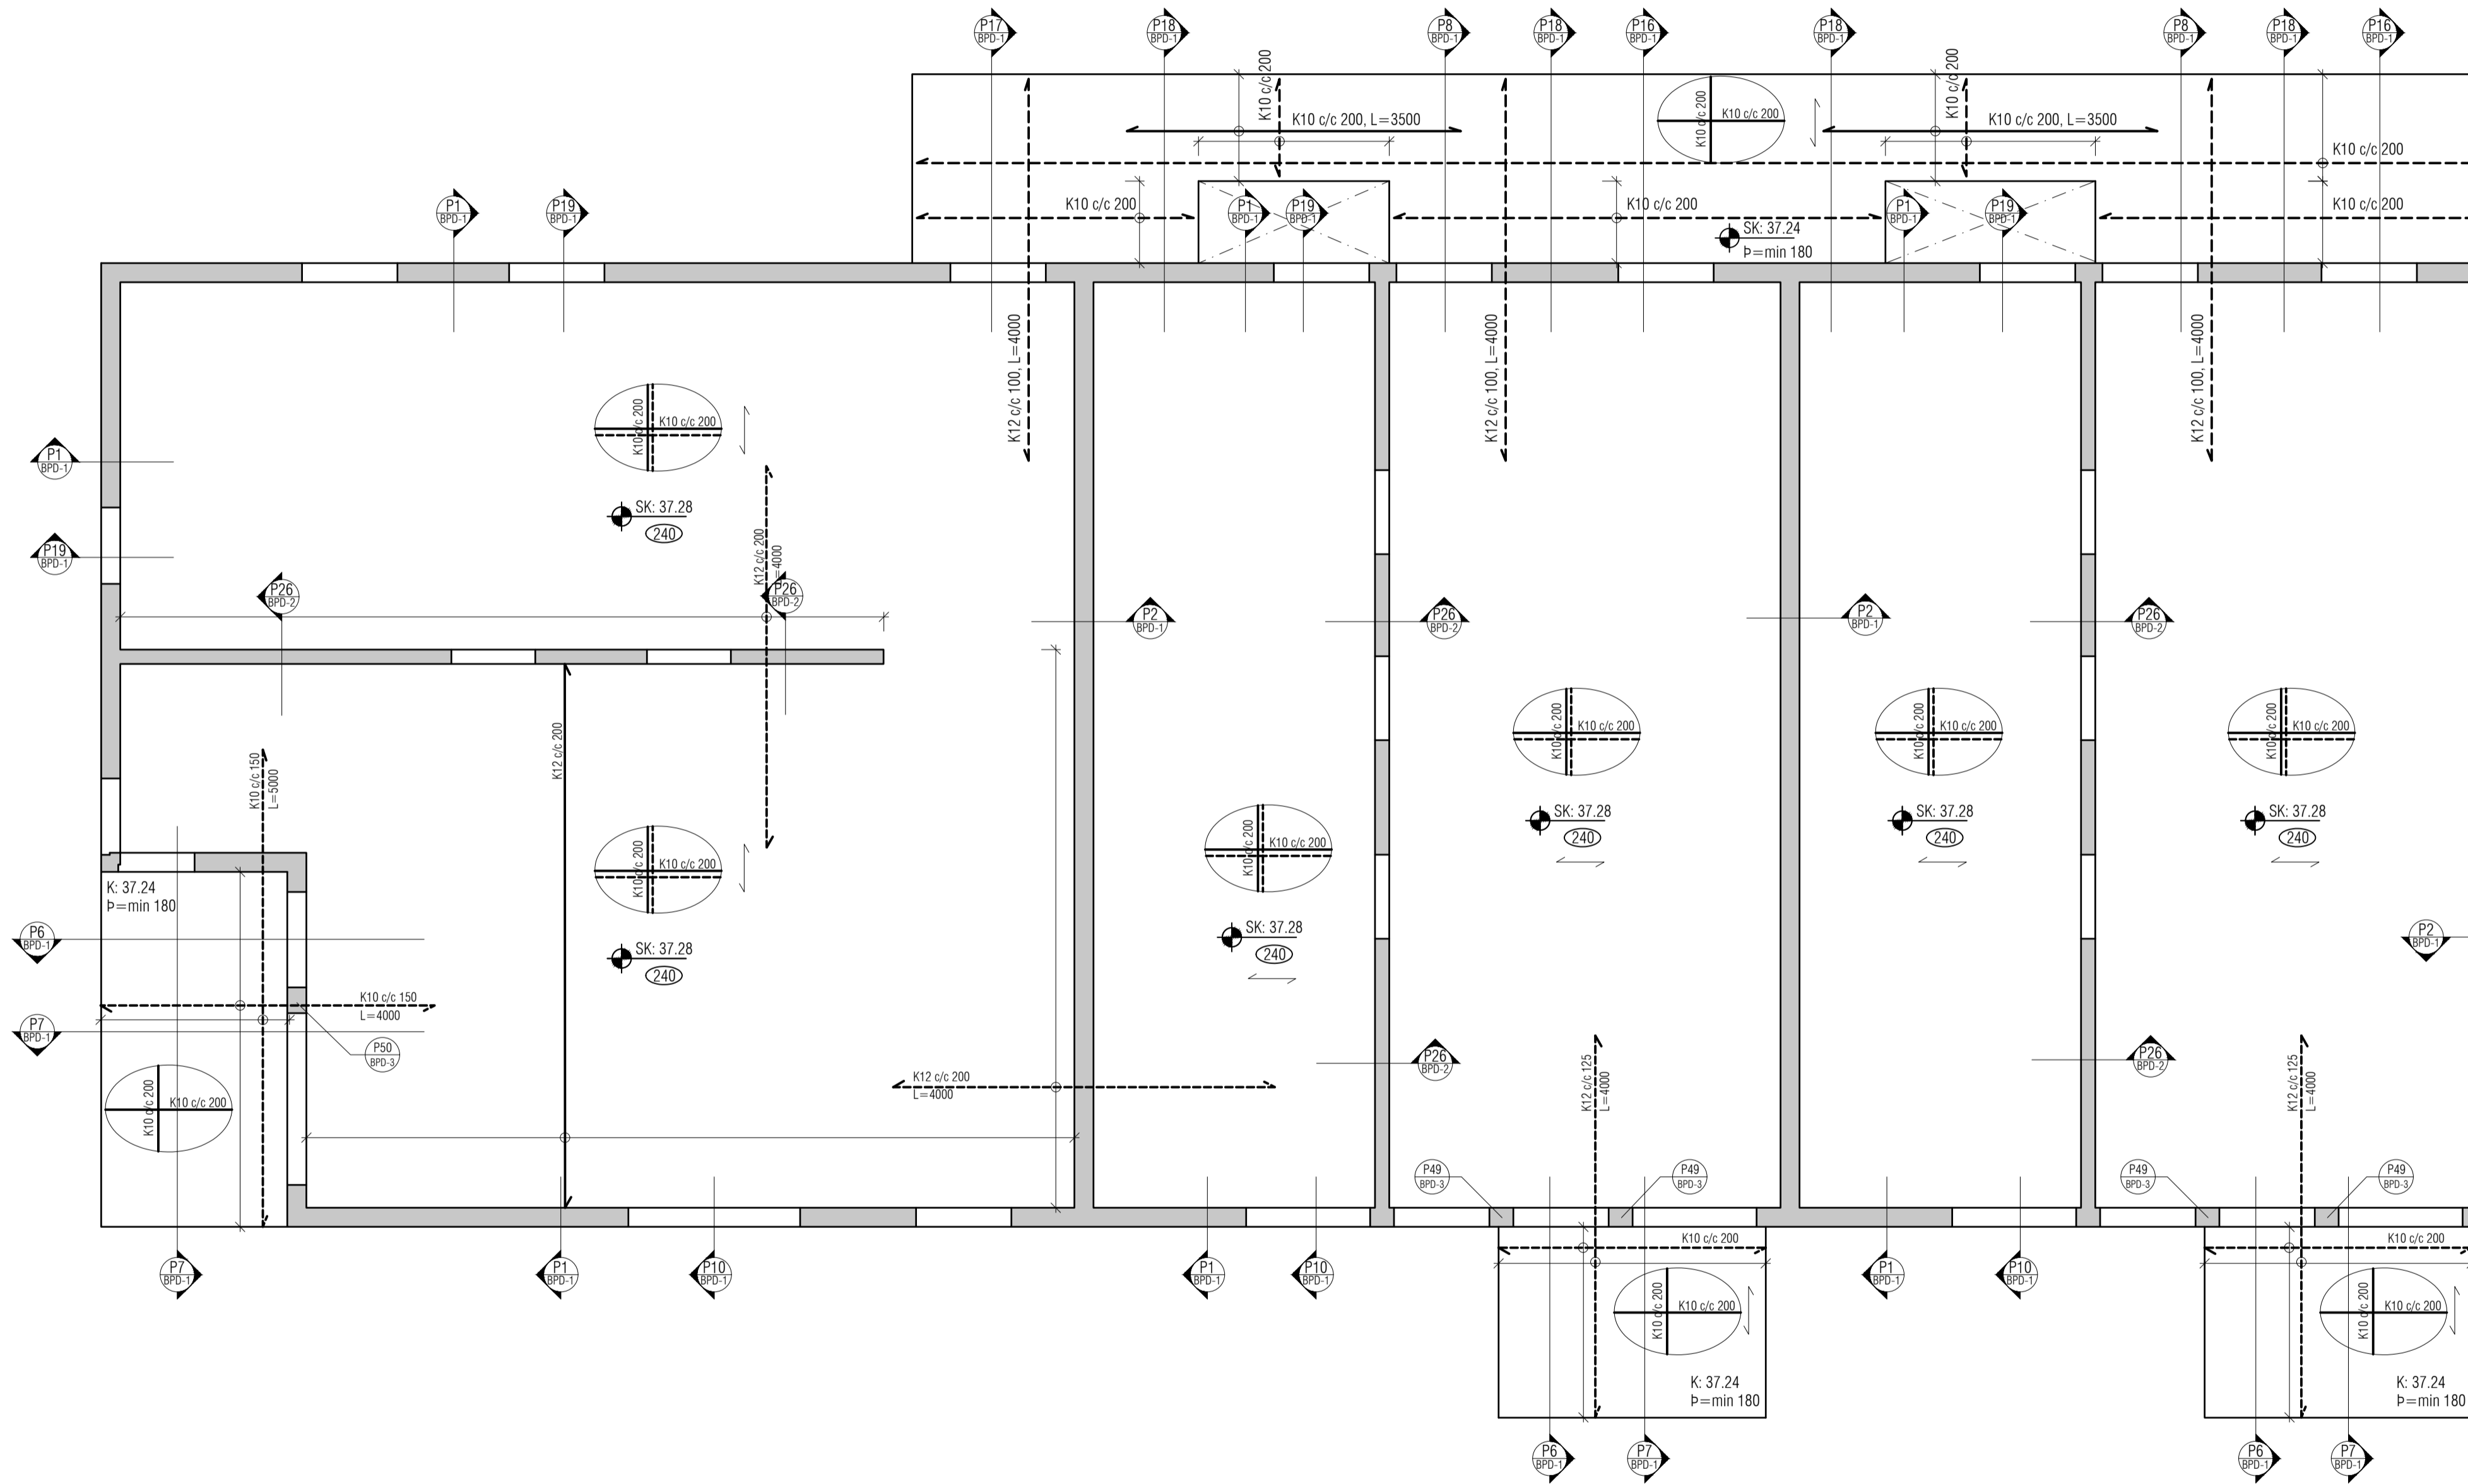 P17
BPD-1
P18
BPD-1
P8
BPD-1
P18
BPD-1
P16
BPD-1
P18
BPD-1
P8
BPD-1
P18
BPD-1
P16
BPD-1
K10 c/c 200
K10 c/c 200, L=3500
K10 c/c 200
K10 c/c 200
K10 c/c 200
K10 c/c 200, L=3500
K10 c/c 200
P1
BPD-1
P19
BPD-1
K10 c/c 200
P1
BPD-1
P19
BPD-1
K10 c/c 200
SK: 37.24
Þ=min 180
P1
BPD-1
P19
BPD-1
K10 c/c 200
K12 c/c 100, L=4000
K12 c/c 100, L=4000
K12 c/c 100, L=4000
P1
BPD-1
K10 c/c 200
K10 c/c 200
SK: 37.28
240
P19
BPD-1
K12 c/c 200
L=4000
P26
BPD-2
P26
BPD-2
P2
BPD-1
P26
BPD-2
P2
BPD-1
P26
BPD-2
K12 c/c 200
K10 c/c 150
L=5000
K10 c/c 200
K10 c/c 200
K10 c/c 200
K10 c/c 200
K10 c/c 200
K10 c/c 200
SK: 37.28
240
SK: 37.28
240
SK: 37.28
240
K10 c/c 200
K10 c/c 200
K10 c/c 200
K10 c/c 200
K: 37.24
Þ=min 180
P6
BPD-1
SK: 37.28
240
SK: 37.28
240
P2
BPD-1
K10 c/c 150
L=4000
P7
BPD-1
P50
BPD-3
K10 c/c 200
K10 c/c 200
K12 c/c 200
L=4000
P26
BPD-2
K12 c/c 125
L=4000
P26
BPD-2
K12 c/c 125
L=4000
P49
BPD-3
P49
BPD-3
P49
BPD-3
P49
BPD-3
K10 c/c 200
K10 c/c 200
P7
BPD-1
P1
BPD-1
P10
BPD-1
P1
BPD-1
P10
BPD-1
P1
BPD-1
P10
BPD-1
K10 c/c 200
K10 c/c 200
K10 c/c 200
K10 c/c 200
K: 37.24
Þ=min 180
K: 37.24
Þ=min 180
P6
BPD-1
P7
BPD-1
P6
BPD-1
P7
BPD-1